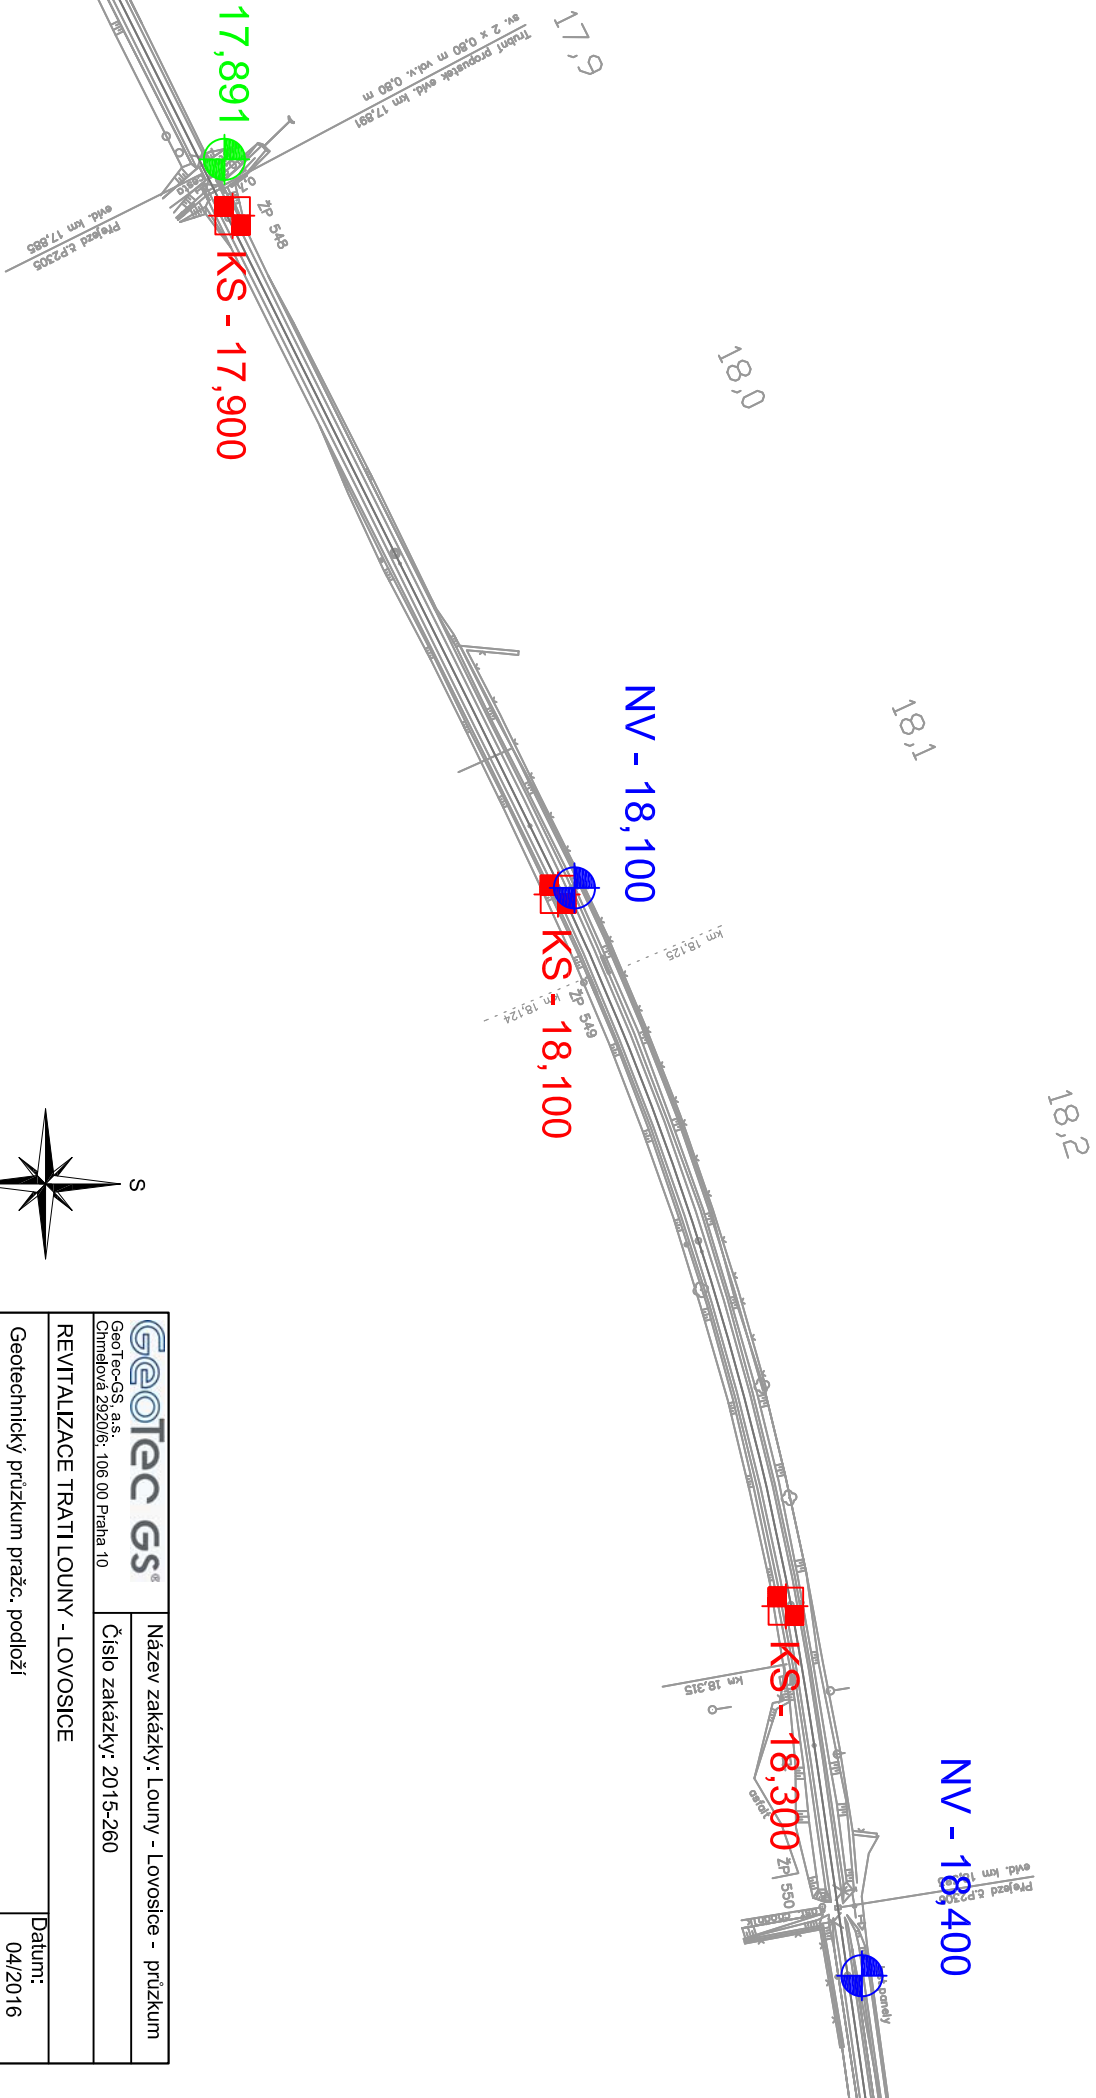 17,9
18,0
18,1
18,2
Trubní propustek evid. km 17,891
sv. 2 x 0,80 m vol.v. 0,80 m
17,891
Přejezd č.P2305
evid. km 17,885
ŽP 548
KS - 17,900
NV - 18,100
KS - 18,100
km 18,125
km 18,124
ŽP 549
KS - 18,300
km 18,315
asfalt
ŽP 550
NV - 18,400
Přejezd č.P2306
evid. km
panely
S
GeoTec GS®
GeoTec-GS, a.s.
Chmelová 2920/6; 106 00 Praha 10
Název zakázky: Louny - Lovosice - průzkum
Číslo zakázky: 2015-260
REVITALIZACE TRATI LOUNY - LOVOSICE
Geotechnický průzkum pražc. podloží
Datum:
04/2016